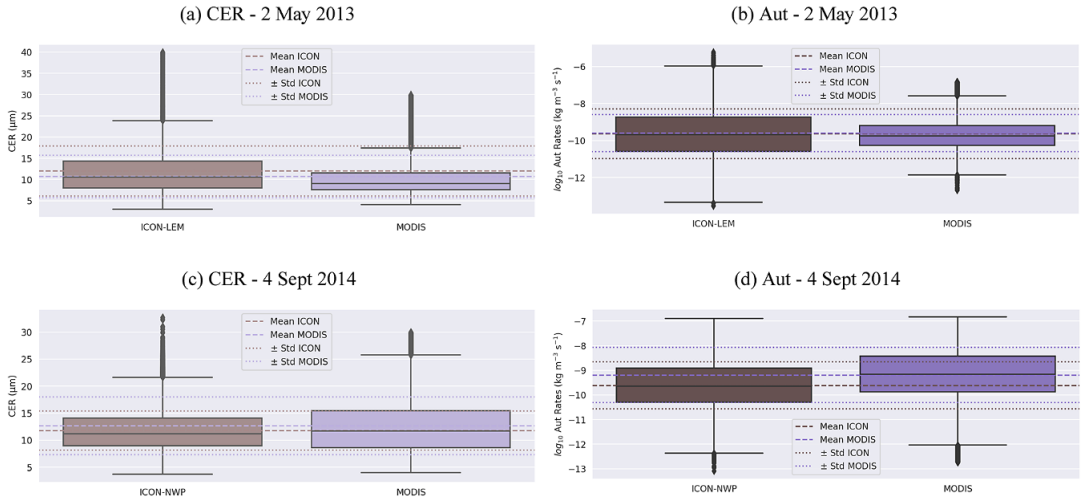 (a) CER - 2 May 2013
40
35
30
25
20
15
10
5
CER (µm)
Mean ICON
Mean MODIS
± Std ICON
± Std MODIS
ICON-LEM
MODIS
(b) Aut - 2 May 2013
−6
−8
−10
−12
log10 Aut Rates (kg m−3 s−1)
Mean ICON
Mean MODIS
± Std ICON
± Std MODIS
ICON-LEM
MODIS
(c) CER - 4 Sept 2014
30
25
20
15
10
5
CER (µm)
Mean ICON
Mean MODIS
± Std ICON
± Std MODIS
ICON-NWP
MODIS
(d) Aut - 4 Sept 2014
−7
−8
−9
−10
−11
−12
−13
log10 Aut Rates (kg m−3 s−1)
Mean ICON
Mean MODIS
± Std ICON
± Std MODIS
ICON-NWP
MODIS